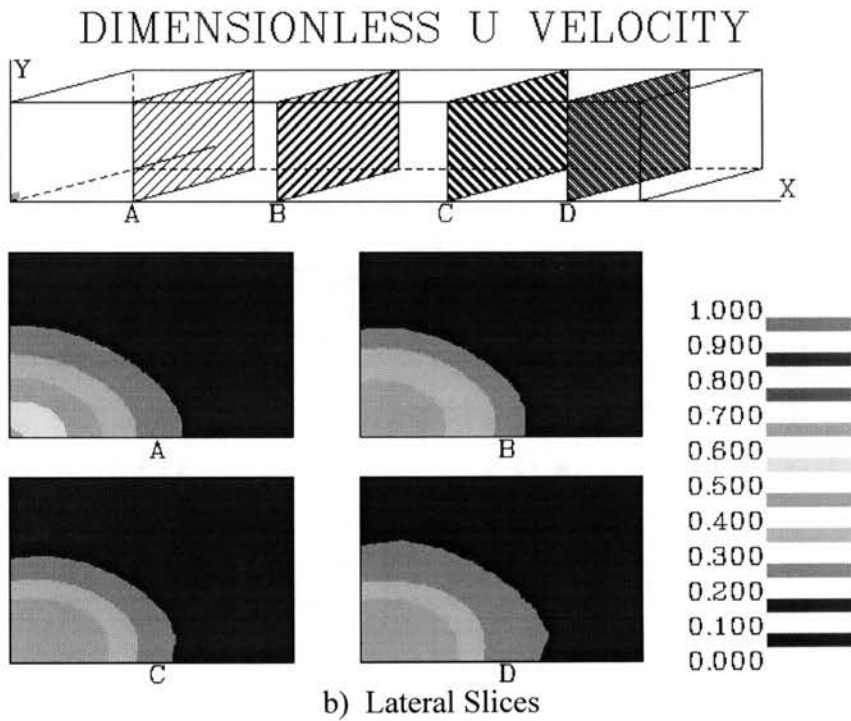 DIMENSIONLESS U VELOCITY
Y
X
A B C D
A
B
C
D
1.000
0.900
0.800
0.700
0.600
0.500
0.400
0.300
0.200
0.100
0.000
b) Lateral Slices